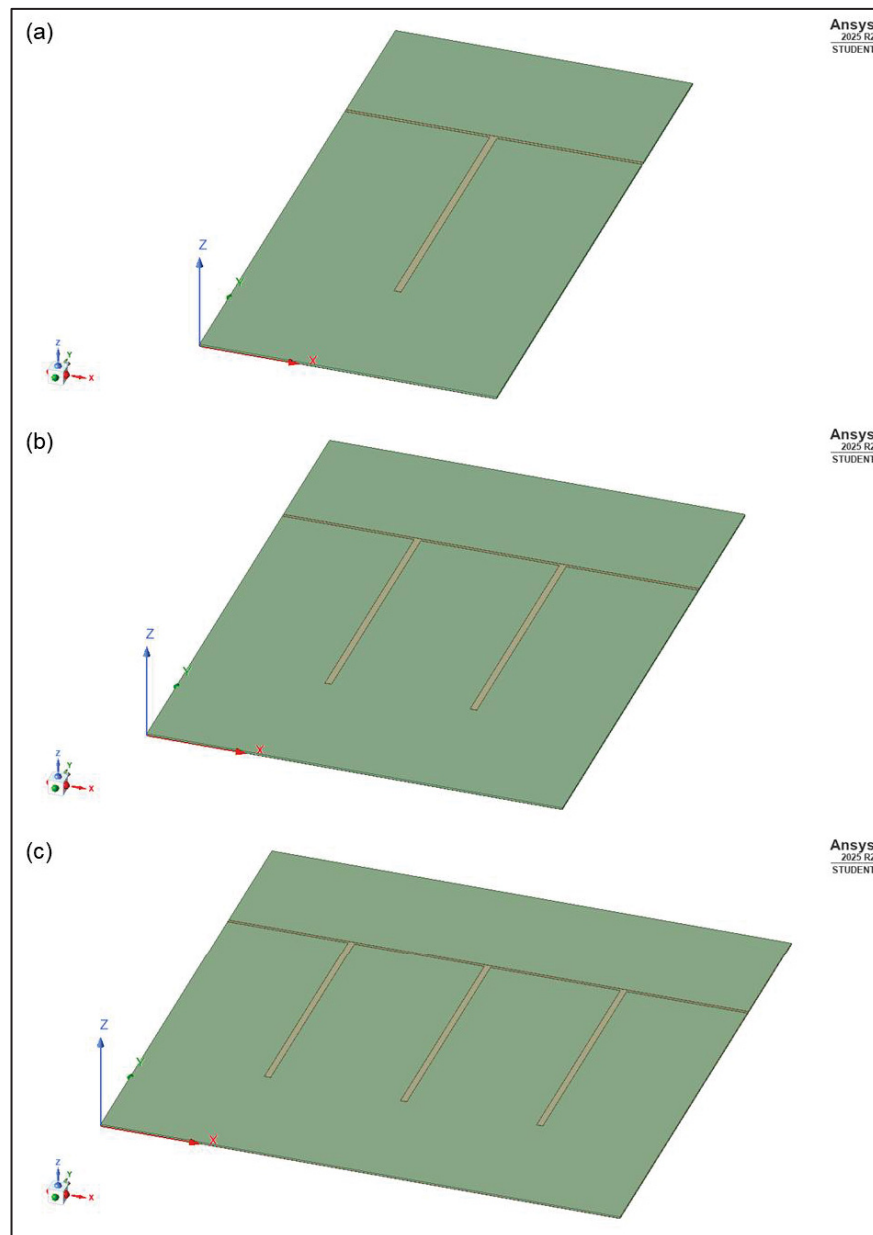 (a)
Ansys
2025 R2
STUDENT
Z
Y
X
Z
Y
X
(b)
Ansys
2025 R2
STUDENT
Z
Y
X
Z
Y
X
(c)
Ansys
2025 R2
STUDENT
Z
Y
X
Z
Y
X